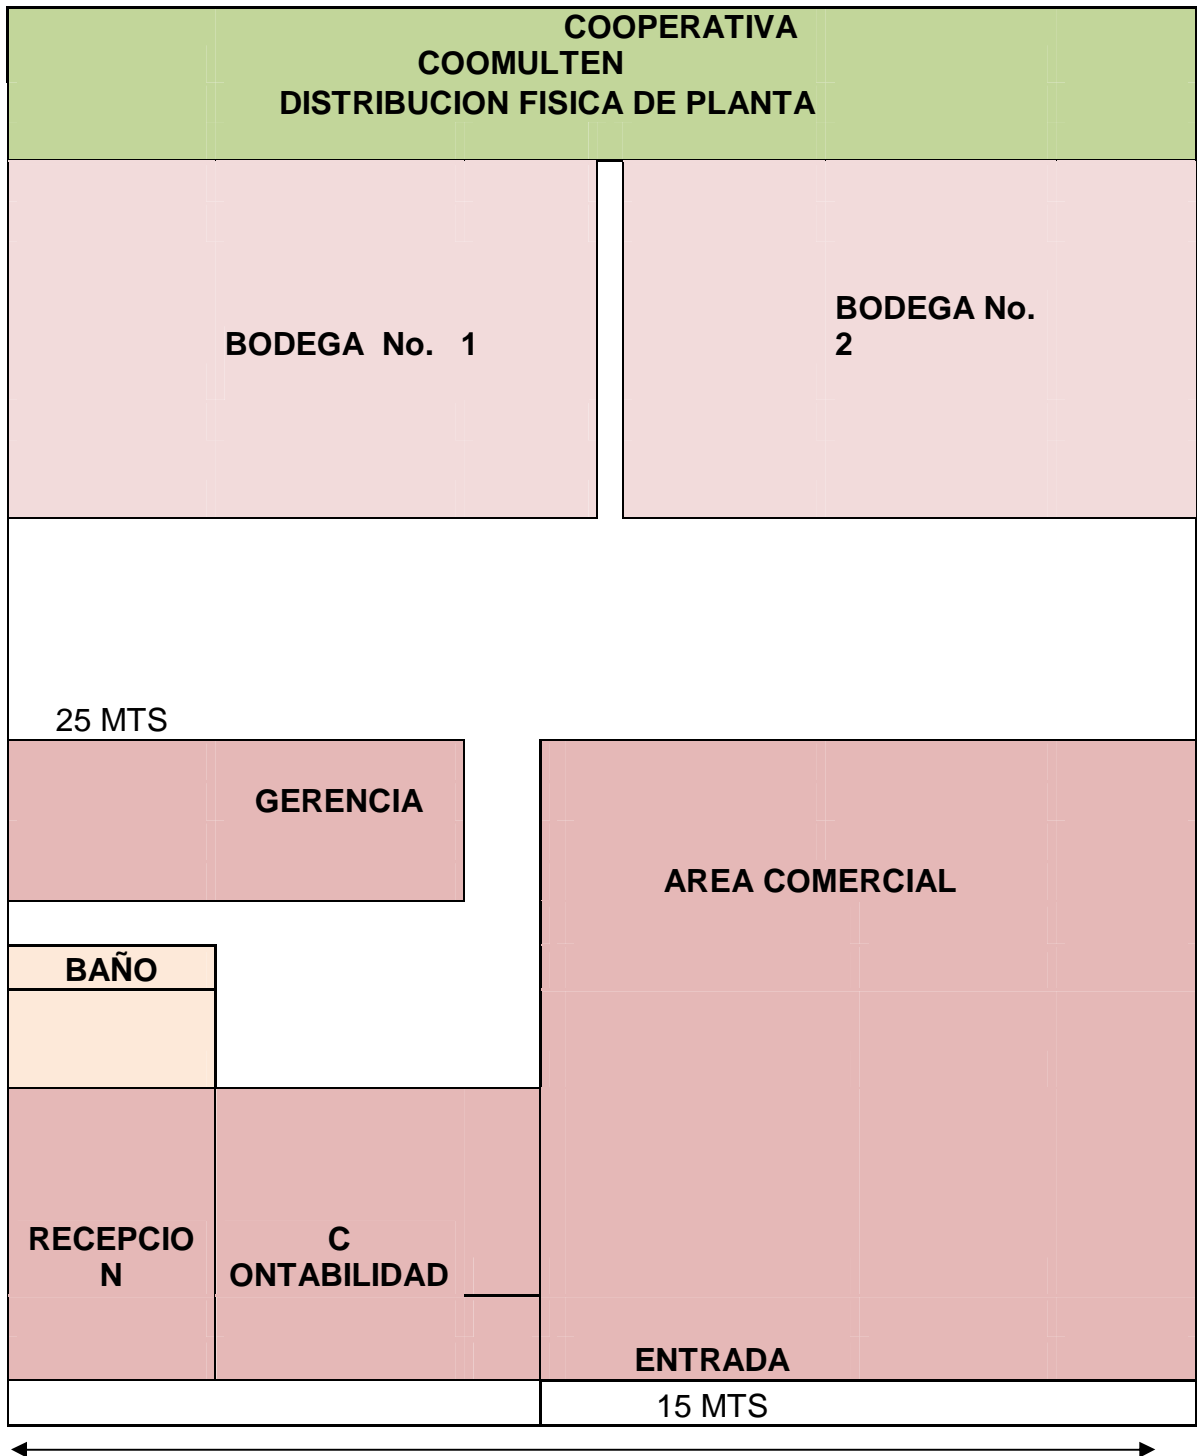 COOPERATIVA
COOMULTEN
DISTRIBUCION FISICA DE PLANTA
BODEGA No. 1
BODEGA No.
2
25 MTS
GERENCIA
AREA COMERCIAL
BAÑO
RECEPCIO
N
C
ONTABILIDAD
ENTRADA
15 MTS